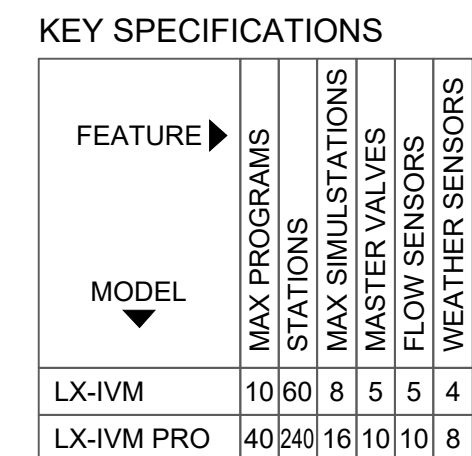 KEY SPECIFICATIONS
FEATURE
MODEL
MAX PROGRAMS
STATIONS
MAX SIMULSTATIONS
MASTER VALVES
FLOW SENSORS
WEATHER SENSORS
LX-IVM 10 60 8 5 5 4
LX-IVM PRO 40 240 16 10 10 8